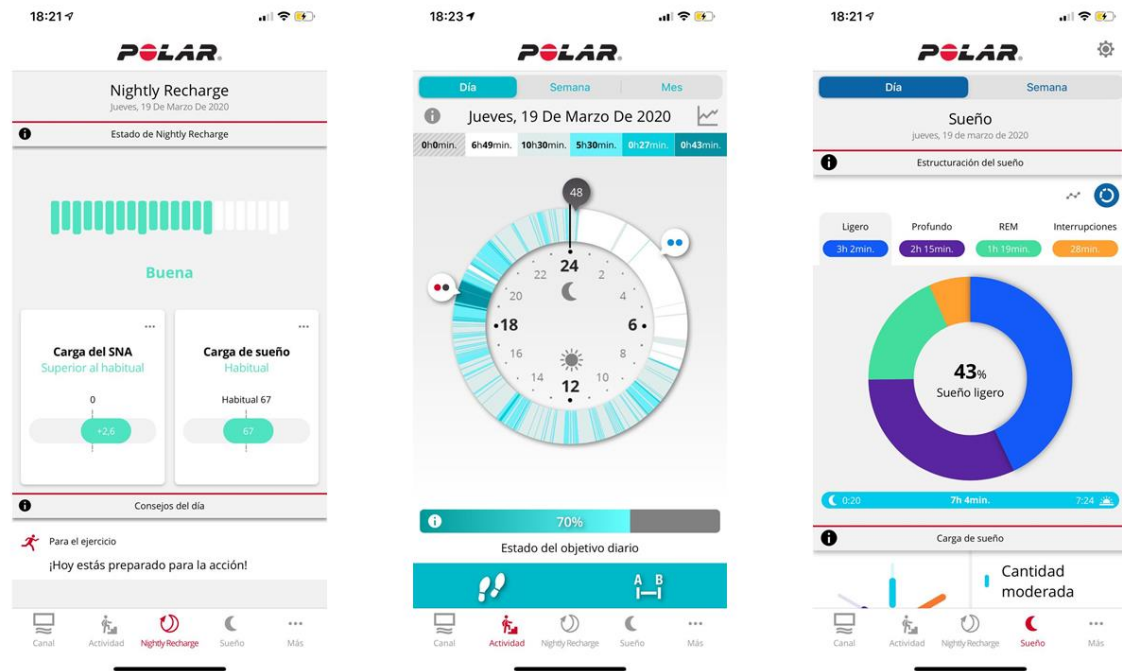 18:21
POLAR
Nightly Recharge
Jueves, 19 De Marzo De 2020
Estado de Nightly Recharge
Buena
Carga del SNA
Superior al habitual
0
+2,6
Carga de sueño
Habitual
Habitual 67
67
Consejos del día
Para el ejercicio
¡Hoy estás preparado para la acción!
Canal Actividad Nightly Recharge Sueño Más
18:23
POLAR
Día Semana Mes
Jueves, 19 De Marzo De 2020
0h0min. 6h49min. 10h30min. 5h30min. 0h27min. 0h43min.
48
24
22 2
20 4
18 6
16 8
14 10
12
70%
Estado del objetivo diario
A B
Canal Actividad Nightly Recharge Sueño Más
18:21
POLAR
Día Semana
Sueño
jueves, 19 de marzo de 2020
Estructuración del sueño
Ligero Profundo REM Interrupciones
3h 2min. 2h 15min. 1h 19min. 28min.
43%
Sueño ligero
0:20 7h 4min. 7:24
Carga de sueño
Cantidad
moderada
Canal Actividad Nightly Recharge Sueño Más